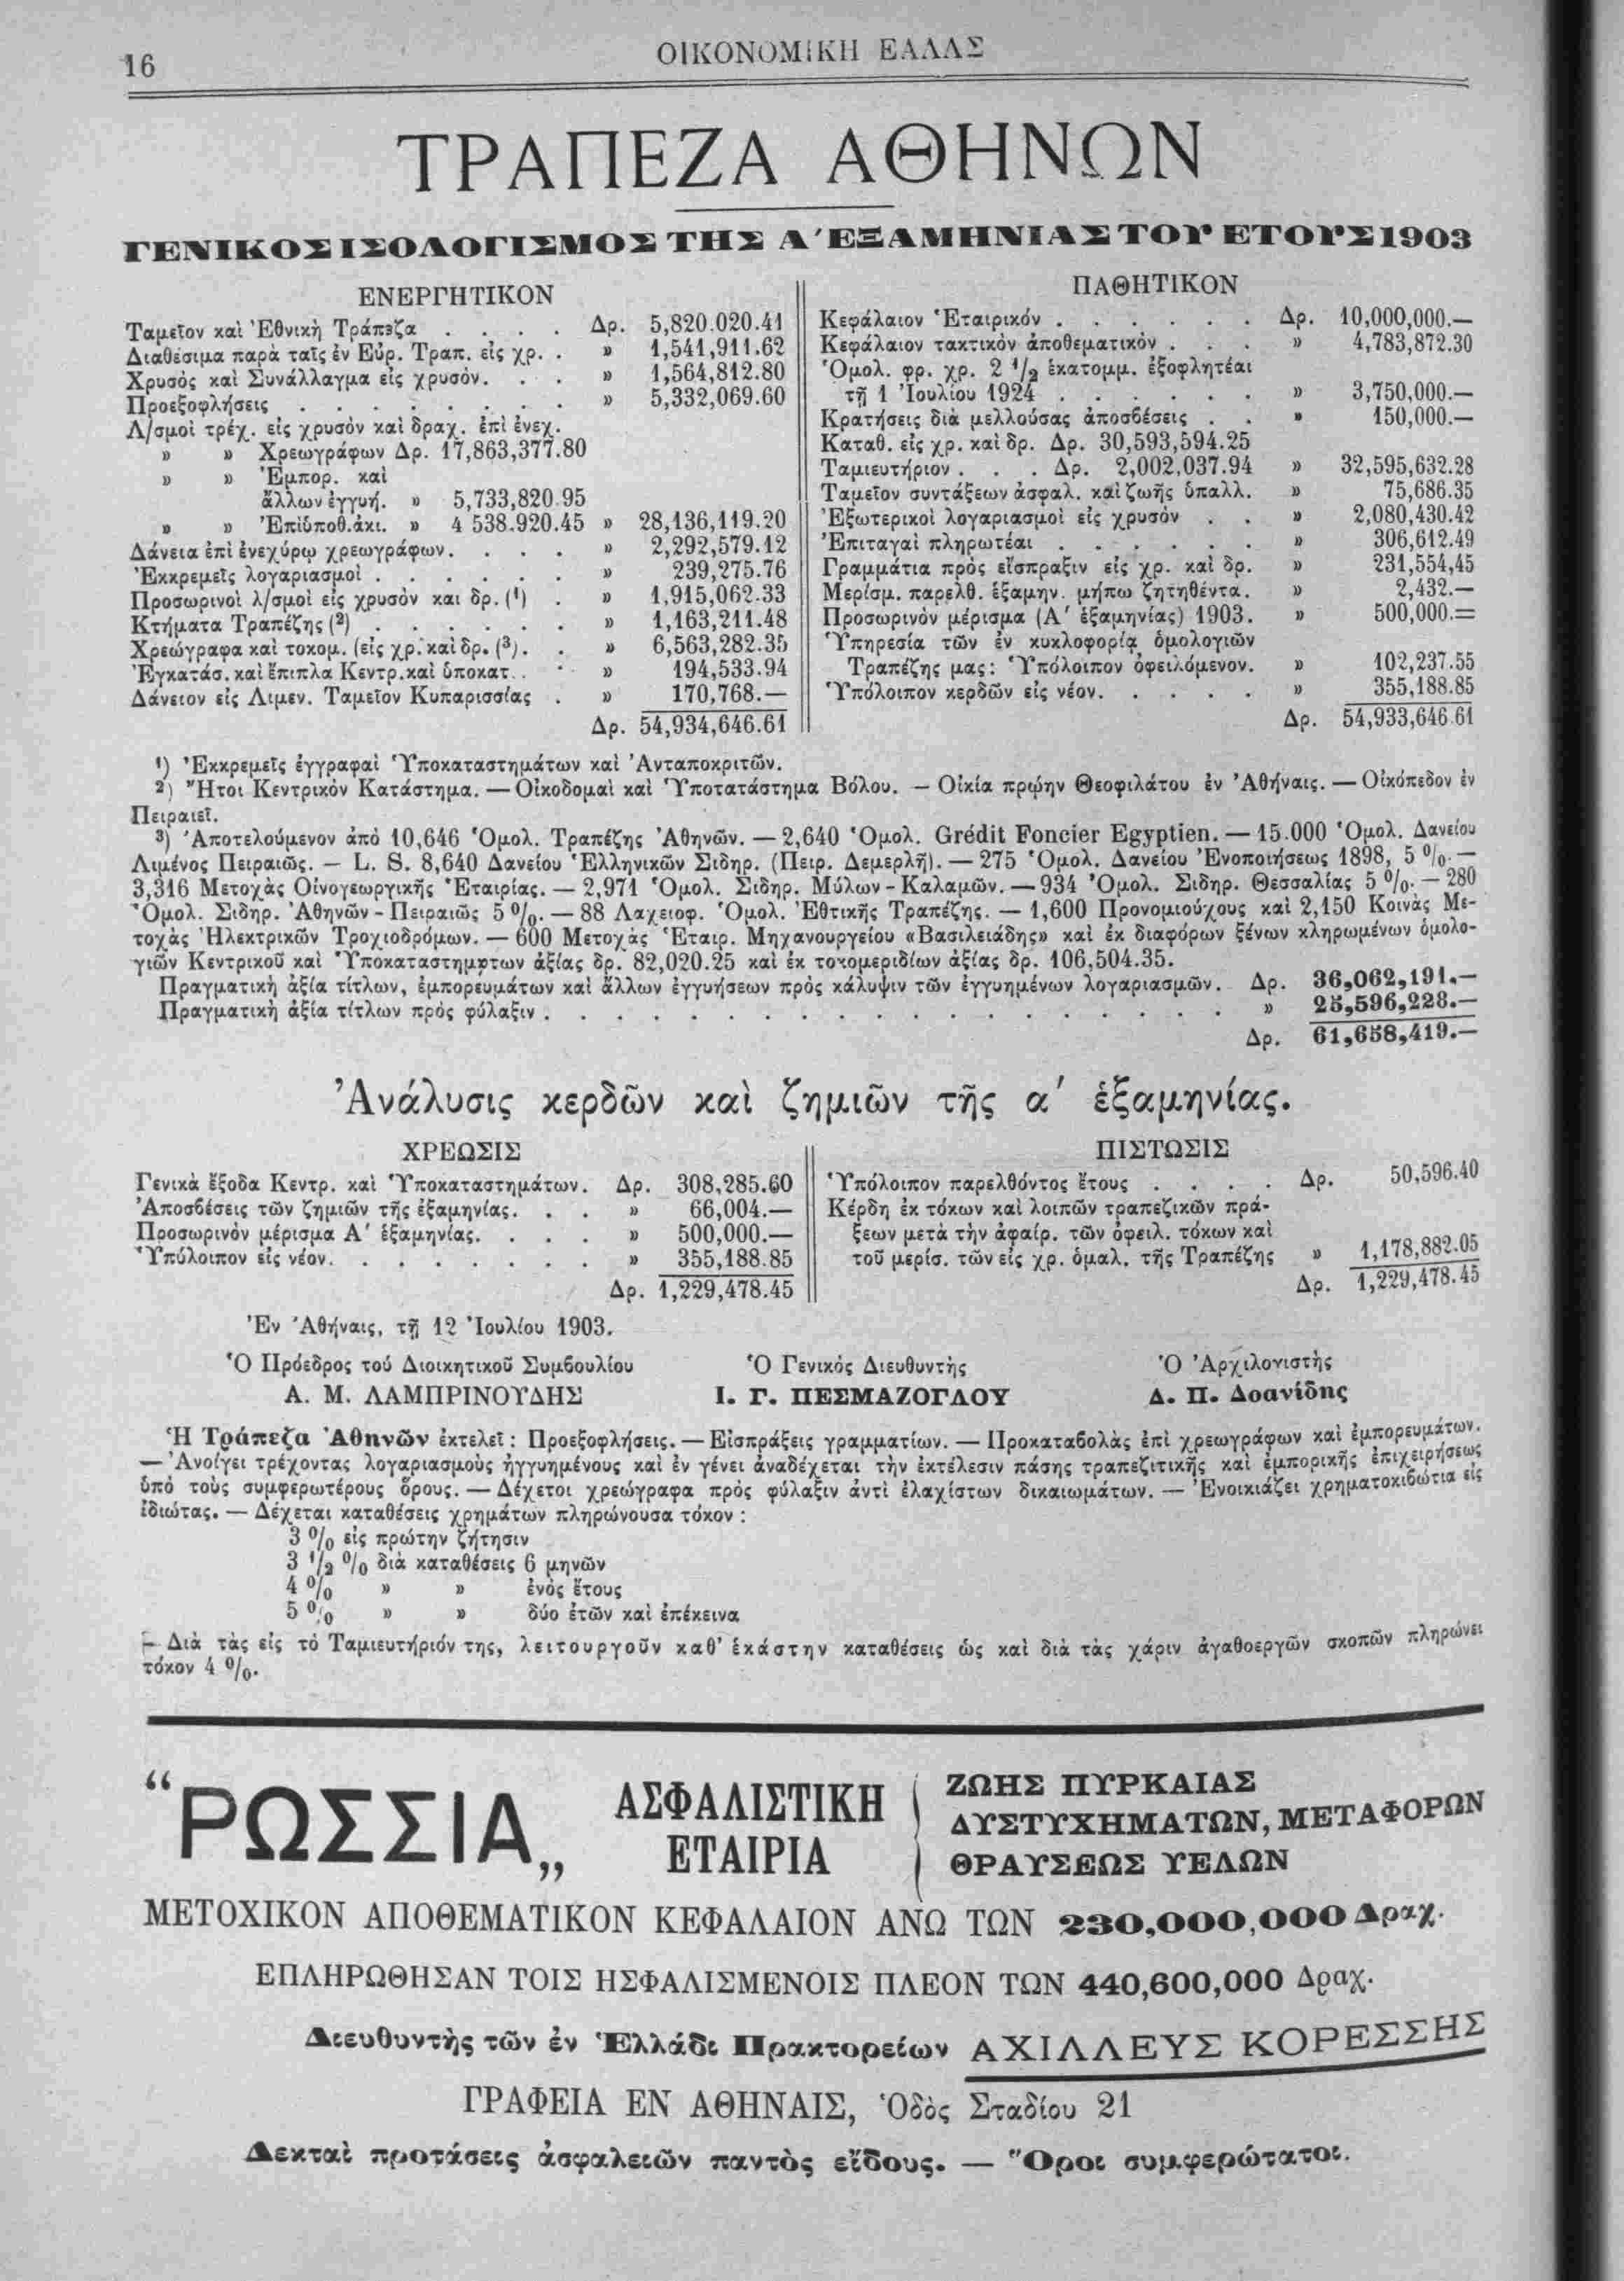 16
ΟΙΚΟΝΟΜΙΚΗ ΕΛΛΑΣ
ΤΡΑΠΕΖΑ ΑΘΗΝΩΝ
ΓΕΝΙΚΟΣ ΙΣΟΛΟΓΙΣΜΟΣ ΤΗΣ Α΄ ΕΞΑΜΗΝΙΑΣ ΤΟΥ ΕΤΟΥΣ 1903
ΕΝΕΡΓΗΤΙΚΟΝ
Ταμεῖον καὶ Ἐθνικὴ Τράπεζα . . . . Δρ. 5,820.020.41
Διαθέσιμα παρὰ ταῖς ἐν Εὐρ. Τραπ. εἰς χρ. . » 1,541,911.62
Χρυσὸς καὶ Συνάλλαγμα εἰς χρυσόν. . . » 1,564,812.80
Προεξοφλήσεις . . . . . . . . » 5,332,069.60
Λ/σμοὶ τρέχ. εἰς χρυσὸν καὶ δραχ. ἐπὶ ἐνεχ.
» » Χρεωγράφων Δρ. 17,863,377.80
» » Ἐμπορ. καὶ
ἄλλων ἐγγυή. » 5,733,820.95
» » Ἐπὶ ὑποθ. ἀκι. » 4 538.920.45 » 28,136,119.20
Δάνεια ἐπὶ ἐνεχύρῳ χρεωγράφων. . . . » 2,292,579.12
Ἐκκρεμεῖς λογαριασμοὶ . . . . . . » 239,275.76
Προσωρινοὶ λ/σμοὶ εἰς χρυσὸν και δρ. (¹) . » 1,915,062.33
Κτήματα Τραπέζης (²) . . . . . . » 1,163,211.48
Χρεώγραφα καὶ τοκομ. (εἰς χρ. καὶ δρ. (³). . » 6,563,282.35
Ἐγκατάσ. καὶ ἔπιπλα Κεντρ. καὶ ὑποκατ. . . » 194,533.94
Δάνειον εἰς Λιμεν. Ταμεῖον Κυπαρισσίας . » 170,768.—
Δρ. 54,934,646.61
ΠΑΘΗΤΙΚΟΝ
Κεφάλαιον Ἑταιρικόν . . . . . . Δρ. 10,000,000.—
Κεφάλαιον τακτικὸν ἀποθεματικὸν . . . » 4,783,872.30
Ὁμολ. φρ. χρ. 2 ½ ἑκατομμ. ἐξοφλητέαι
τῇ 1 Ἰουλίου 1924 . . . . . . » 3,750,000.—
Κρατήσεις διὰ μελλούσας ἀποσβέσεις . . » 150,000.—
Καταθ. εἰς χρ. καὶ δρ. Δρ. 30,593,594.25
Ταμιευτήριον . . . Δρ. 2,002,037.94 » 32,595,632.28
Ταμεῖον συντάξεων ἀσφαλ. καὶ ζωῆς ὑπαλλ. » 75,686.35
Ἐξωτερικοὶ λογαριασμοὶ εἰς χρυσόν . . » 2,080,430.42
Ἐπιταγαὶ πληρωτέαι . . . . . . » 306,612.49
Γραμμάτια πρὸς εἴσπραξιν εἰς χρ. καὶ δρ. » 231,554,45
Μερίσμ. παρελθ. ἑξαμην. μήπω ζητηθέντα. » 2,432.—
Προσωρινὸν μέρισμα (Α΄ ἑξαμηνίας) 1903. » 500,000.=
Ὑπηρεσία τῶν ἐν κυκλοφορίᾳ ὁμολογιῶν
Τραπέζης μας: Ὑπόλοιπον ὀφειλόμενον. » 102,237.55
Ὑπόλοιπον κερδῶν εἰς νέον. . . . . » 355,188.85
Δρ. 54,933,646.61
¹) Ἐκκρεμεῖς ἐγγραφαὶ Ὑποκαταστημάτων καὶ Ἀνταποκριτῶν.
²) Ἤτοι Κεντρικὸν Κατάστημα. — Οἰκοδομαὶ καὶ Ὑποτατάστημα Βόλου. — Οἰκία πρῴην Θεοφιλάτου ἐν Ἀθήναις. — Οἰκόπεδον ἐν
Πειραιεῖ.
³) Ἀποτελούμενον ἀπὸ 10,646 Ὁμολ. Τραπέζης Ἀθηνῶν. — 2,640 Ὁμολ. Grédit Foncier Egyptien. — 15.000 Ὁμολ. Δανείου
Λιμένος Πειραιῶς. — L. S. 8,640 Δανείου Ἑλληνικῶν Σιδηρ. (Πειρ. Δεμερλῆ). — 275 Ὁμολ. Δανείου Ἑνοποιήσεως 1898, 5 %. —
3,316 Μετοχὰς Οἰνογεωργικῆς Ἑταιρίας. — 2,971 Ὁμολ. Σιδηρ. Μύλων - Καλαμῶν. — 934 Ὁμολ. Σιδηρ. Θεσσαλίας 5 %. — 280
Ὁμολ. Σιδηρ. Ἀθηνῶν - Πειραιῶς 5 %. — 88 Λαχειοφ. Ὁμολ. Ἐθτικῆς Τραπέζης. — 1,600 Προνομιούχους καὶ 2,150 Κοινὰς Με-
τοχὰς Ἠλεκτρικῶν Τροχιοδρόμων. — 600 Μετοχὰς Ἑταιρ. Μηχανουργείου «Βασιλειάδης» καὶ ἐκ διαφόρων ξένων κληρωμένων ὁμολο-
γιῶν Κεντρικοῦ καὶ Ὑποκαταστημρτων ἀξίας δρ. 82,020.25 καὶ ἐκ τοκομεριδίων ἀξίας δρ. 106,504.35.
Πραγματικὴ ἀξία τίτλων, ἐμπορευμάτων καὶ ἄλλων ἐγγυήσεων πρὸς κάλυψιν τῶν ἐγγυημένων λογαριασμῶν. Δρ. 36,062,191.—
Πραγματικὴ ἀξία τίτλων πρὸς φύλαξιν . . . . . . . . . . . . . . . . . » 25,596,228.—
Δρ. 61,658,419.—
Ἀνάλυσις κερδῶν καὶ ζημιῶν τῆς α΄ ἑξαμηνίας.
ΧΡΕΩΣΙΣ
Γενικὰ ἔξοδα Κεντρ. καὶ Ὑποκαταστημάτων. Δρ. 308,285.60
Ἀποσβέσεις τῶν ζημιῶν τῆς ἑξαμηνίας. . . » 66,004.—
Προσωρινὸν μέρισμα Α΄ ἑξαμηνίας. . . . » 500,000.—
Ὑπόλοιπον εἰς νέον. . . . . . . . » 355,188.85
Δρ. 1,229,478.45
ΠΙΣΤΩΣΙΣ
Ὑπόλοιπον παρελθόντος ἔτους . . . . Δρ. 50,596.40
Κέρδη ἐκ τόκων καὶ λοιπῶν τραπεζικῶν πρά-
ξεων μετὰ τὴν ἀφαίρ. τῶν ὀφειλ. τόκων καὶ
τοῦ μερίσ. τῶν εἰς χρ. ὁμαλ. τῆς Τραπέζης » 1,178,882.05
Δρ. 1,229,478.45
Ἐν Ἀθήναις, τῇ 12 Ἰουλίου 1903.
Ὁ Πρόεδρος τοὐ Διοικητικοῦ Συμβουλίου
Α. Μ. ΛΑΜΠΡΙΝΟΥΔΗΣ
Ὁ Γενικὸς Διευθυντὴς
Ι. Γ. ΠΕΣΜΑΖΟΓΛΟΥ
Ὁ Ἀρχιλογιστὴς
Δ. Π. Δοανίδης
Ἡ Τράπεζα Ἀθηνῶν ἐκτελεῖ : Προεξοφλήσεις. — Εἰσπράξεις γραμματίων. — Προκαταβολὰς ἐπὶ χρεωγράφων καὶ ἐμπορευμάτων.
— Ἀνοίγει τρέχοντας λογαριασμοὺς ἠγγυημένους καὶ ἐν γένει ἀναδέχεται τὴν ἐκτέλεσιν πάσης τραπεζιτικῆς καὶ ἐμπορικῆς ἐπιχειρήσεως
ὑπὸ τοὺς συμφερωτέρους ὅρους. — Δέχετοι χρεώγραφα πρὸς φύλαξιν ἀντὶ ἐλαχίστων δικαιωμάτων. — Ἐνοικιάζει χρηματοκιβώτια εἰς
ἰδιώτας. — Δέχεται καταθέσεις χρημάτων πληρώνουσα τόκον :
3 % εἰς πρώτην ζήτησιν
3 ½ % διὰ καταθέσεις 6 μηνῶν
4 % » » ἑνὸς ἔτους
5 % » » δύο ἐτῶν καὶ ἐπέκεινα
— Διὰ τὰς εἰς τὸ Ταμιευτήριόν της, λειτουργοῦν καθ' ἑκάστην καταθέσεις ὡς καὶ διὰ τὰς χάριν ἀγαθοεργῶν σκοπῶν πληρώνει
τόκον 4 %.
“ΡΩΣΣΙΑ„
ΑΣΦΑΛΙΣΤΙΚΗ
ΕΤΑΙΡΙΑ
ΖΩΗΣ ΠΥΡΚΑΙΑΣ
ΔΥΣΤΥΧΗΜΑΤΩΝ, ΜΕΤΑΦΟΡΩΝ
ΘΡΑΥΣΕΩΣ ΥΕΛΩΝ
ΜΕΤΟΧΙΚΟΝ ΑΠΟΘΕΜΑΤΙΚΟΝ ΚΕΦΑΛΑΙΟΝ ΑΝΩ ΤΩΝ 230,000,000 Δραχ.
ΕΠΛΗΡΩΘΗΣΑΝ ΤΟΙΣ ΗΣΦΑΛΙΣΜΕΝΟΙΣ ΠΛΕΟΝ ΤΩΝ 440,600,000 Δραχ.
Διευθυντὴς τῶν ἐν Ἑλλάδι Πρακτορείων ΑΧΙΛΛΕΥΣ ΚΟΡΕΣΣΗΣ
ΓΡΑΦΕΙΑ ΕΝ ΑΘΗΝΑΙΣ, Ὁδὸς Σταδίου 21
Δεκταὶ προτάσεις ἀσφαλειῶν παντὸς εἴδους. — Ὅροι συμφερώτατοι.